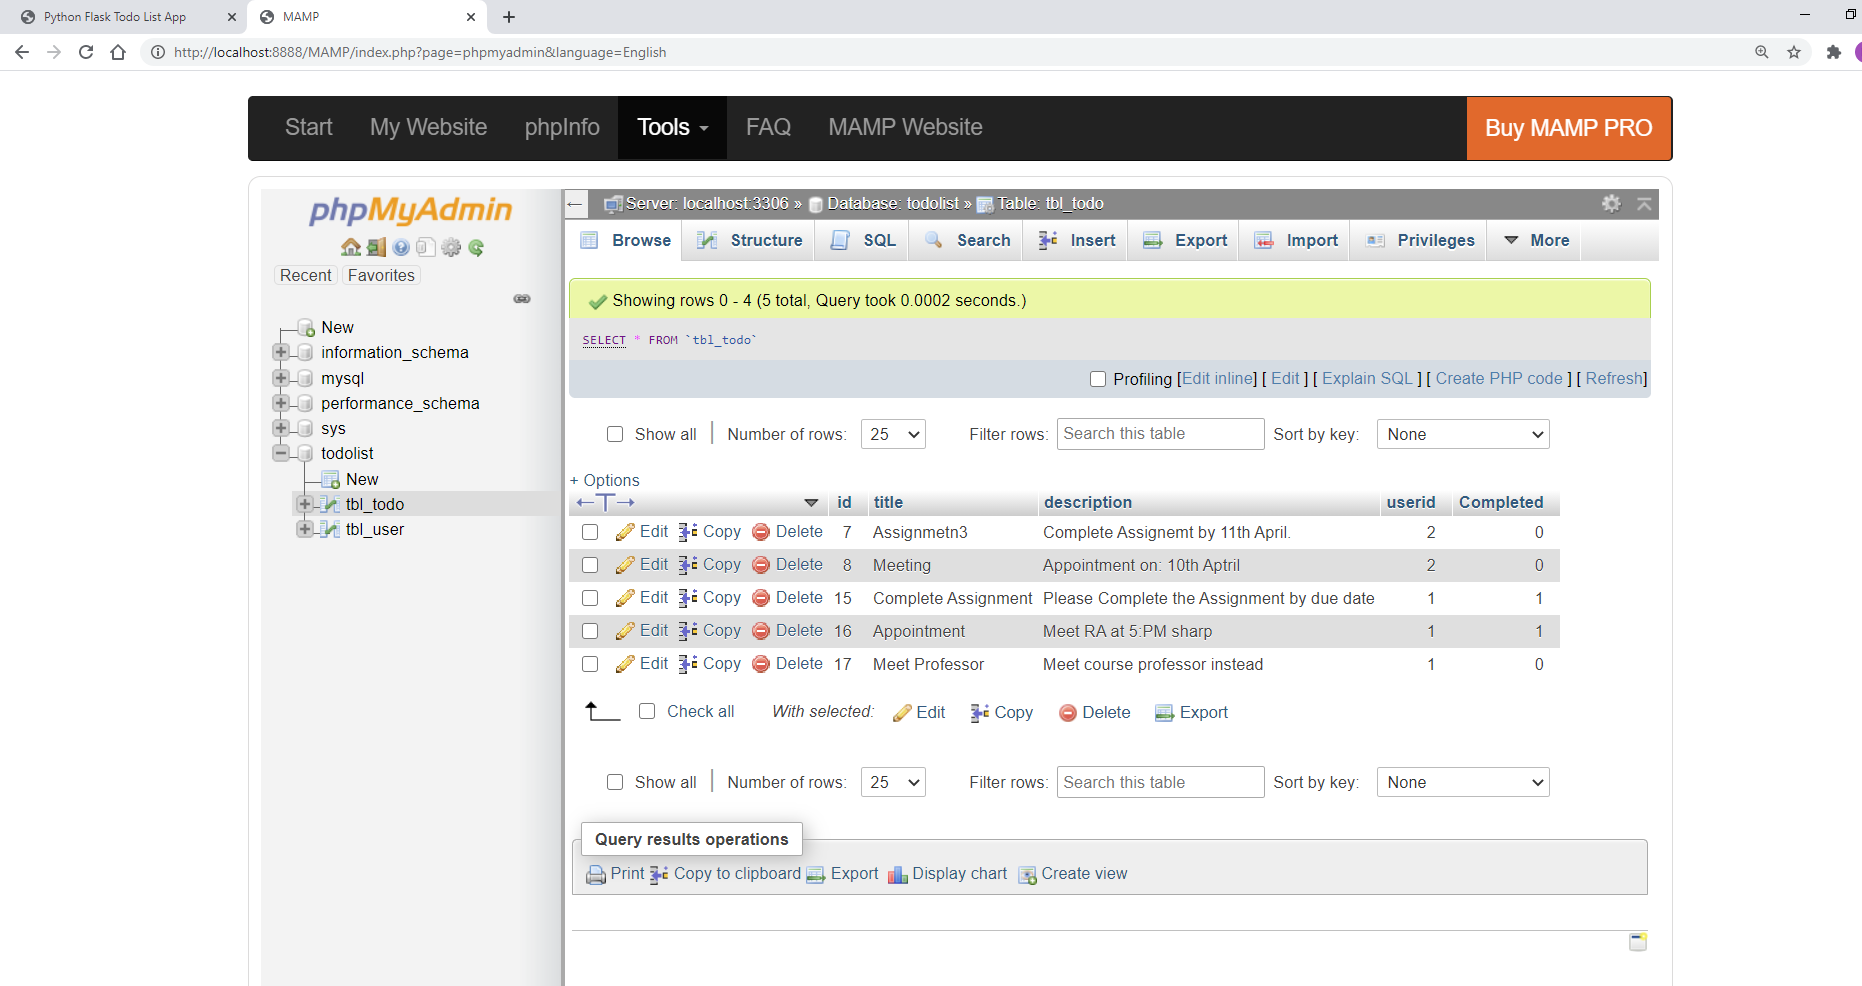 Python Flask Todo List App
MAMP
http://localhost:8888/MAMP/index.php?page=phpmyadmin&language=English
Start My Website phpInfo Tools FAQ MAMP Website Buy MAMP PRO
phpMyAdmin
Recent Favorites
New
information_schema
mysql
performance_schema
sys
todolist
New
tbl_todo
tbl_user
Server: localhost:3306 » Database: todolist » Table: tbl_todo
Browse Structure SQL Search Insert Export Import Privileges More
Showing rows 0 - 4 (5 total, Query took 0.0002 seconds.)
SELECT * FROM `tbl_todo`
Profiling [Edit inline] [ Edit ] [ Explain SQL ] [ Create PHP code ] [ Refresh]
Show all Number of rows: 25 Filter rows: Search this table Sort by key: None
+ Options
←T→ id title description userid Completed
Edit Copy Delete 7 Assignmetn3 Complete Assignemt by 11th April. 2 0
Edit Copy Delete 8 Meeting Appointment on: 10th Aptril 2 0
Edit Copy Delete 15 Complete Assignment Please Complete the Assignment by due date 1 1
Edit Copy Delete 16 Appointment Meet RA at 5:PM sharp 1 1
Edit Copy Delete 17 Meet Professor Meet course professor instead 1 0
Check all With selected: Edit Copy Delete Export
Show all Number of rows: 25 Filter rows: Search this table Sort by key: None
Query results operations
Print Copy to clipboard Export Display chart Create view